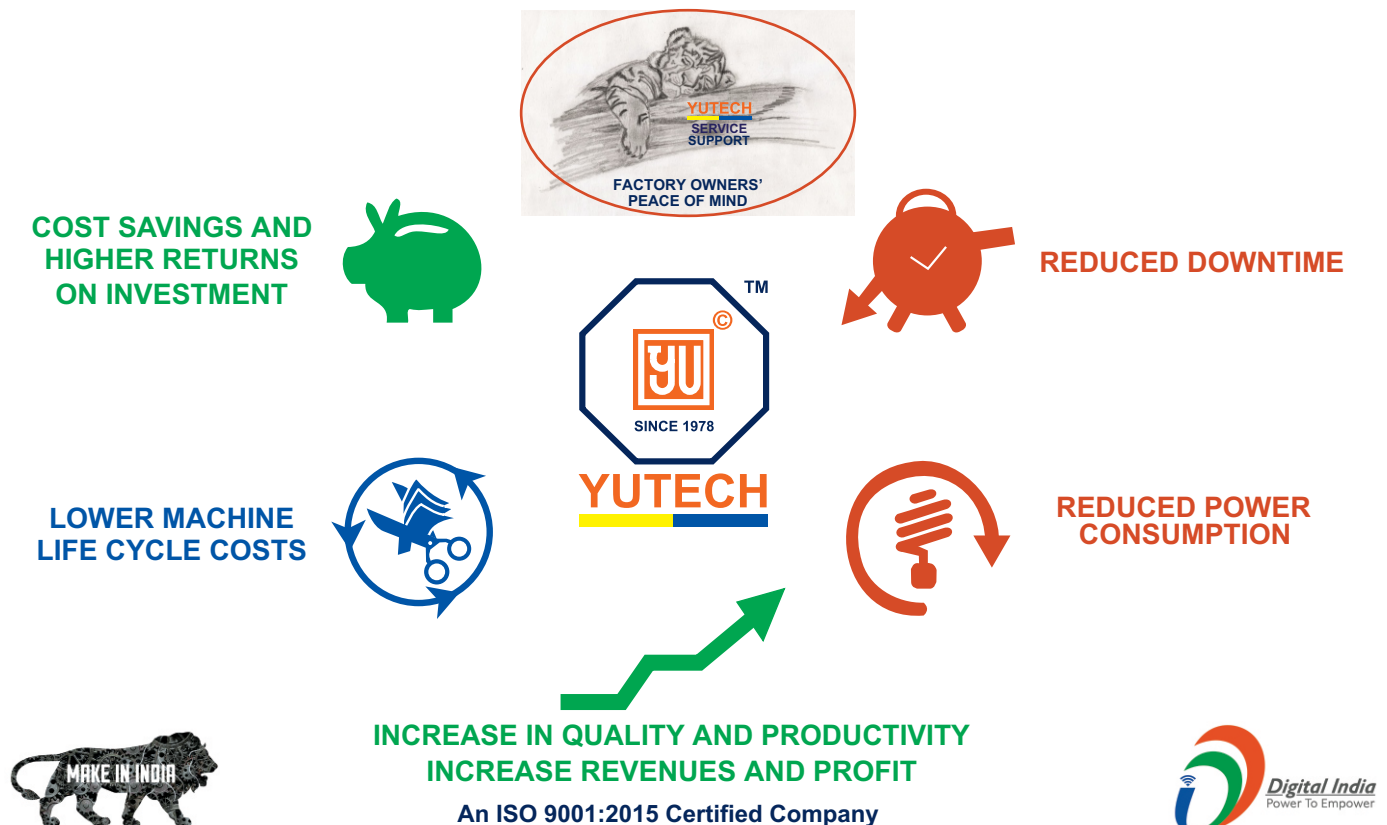 YUTECH
SERVICE
SUPPORT
FACTORY OWNERS'
PEACE OF MIND
COST SAVINGS AND
HIGHER RETURNS
ON INVESTMENT
REDUCED DOWNTIME
TM
©
YU
SINCE 1978
YUTECH
LOWER MACHINE
LIFE CYCLE COSTS
REDUCED POWER
CONSUMPTION
INCREASE IN QUALITY AND PRODUCTIVITY
INCREASE REVENUES AND PROFIT
An ISO 9001:2015 Certified Company
MAKE IN INDIA
Digital India
Power To Empower